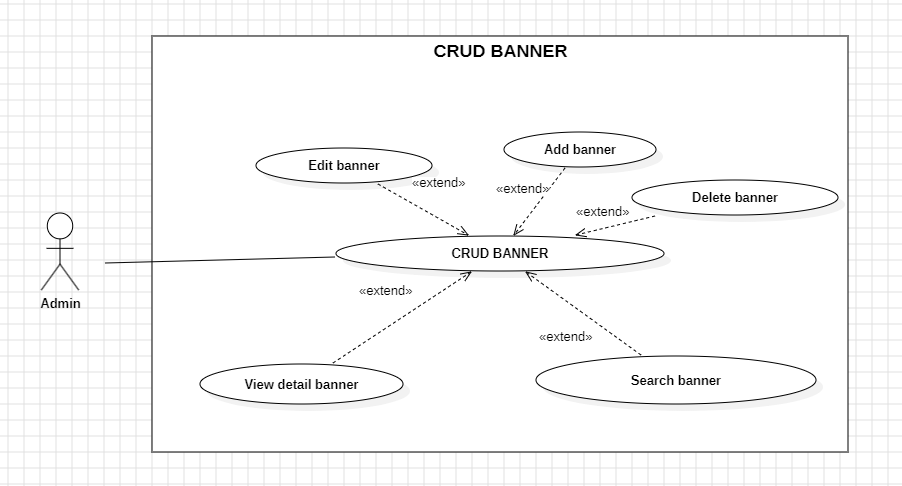 CRUD BANNER
Add banner
Edit banner
«extend»
«extend»
Delete banner
«extend»
CRUD BANNER
Admin
«extend»
«extend»
View detail banner
Search banner